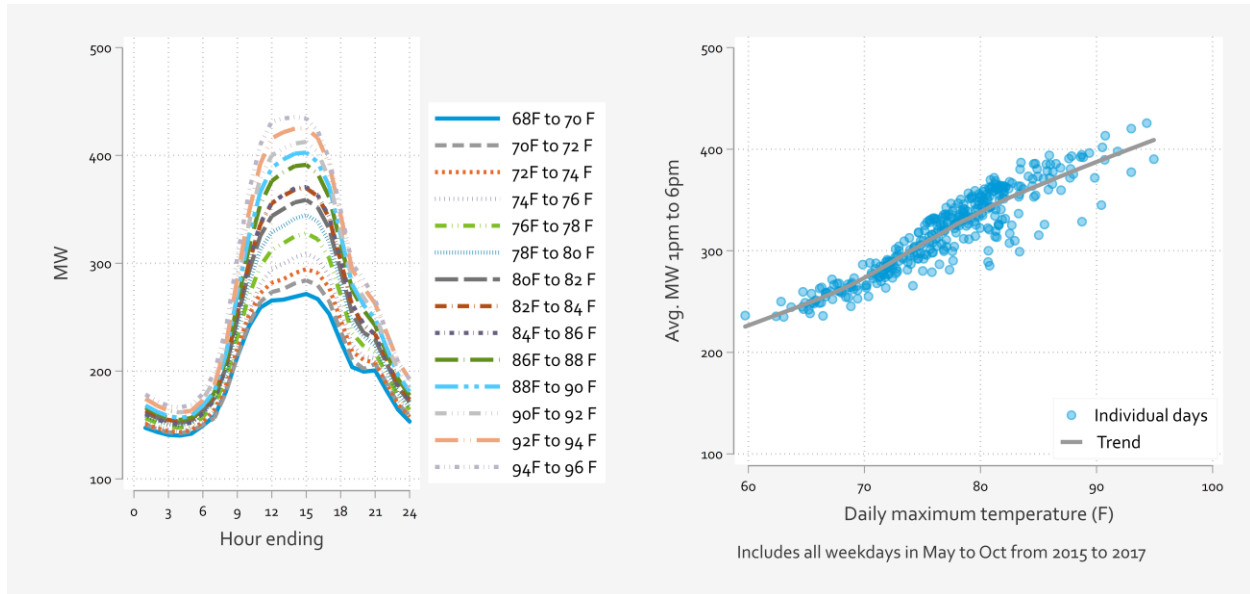 500
400
300
200
100
MW
0 3 6 9 12 15 18 21 24
Hour ending
68F to 70 F
70F to 72 F
72F to 74 F
74F to 76 F
76F to 78 F
78F to 80 F
80F to 82 F
82F to 84 F
84F to 86 F
86F to 88 F
88F to 90 F
90F to 92 F
92F to 94 F
94F to 96 F
500
400
300
200
100
Avg. MW 1pm to 6pm
Individual days
Trend
60 70 80 90 100
Daily maximum temperature (F)
Includes all weekdays in May to Oct from 2015 to 2017